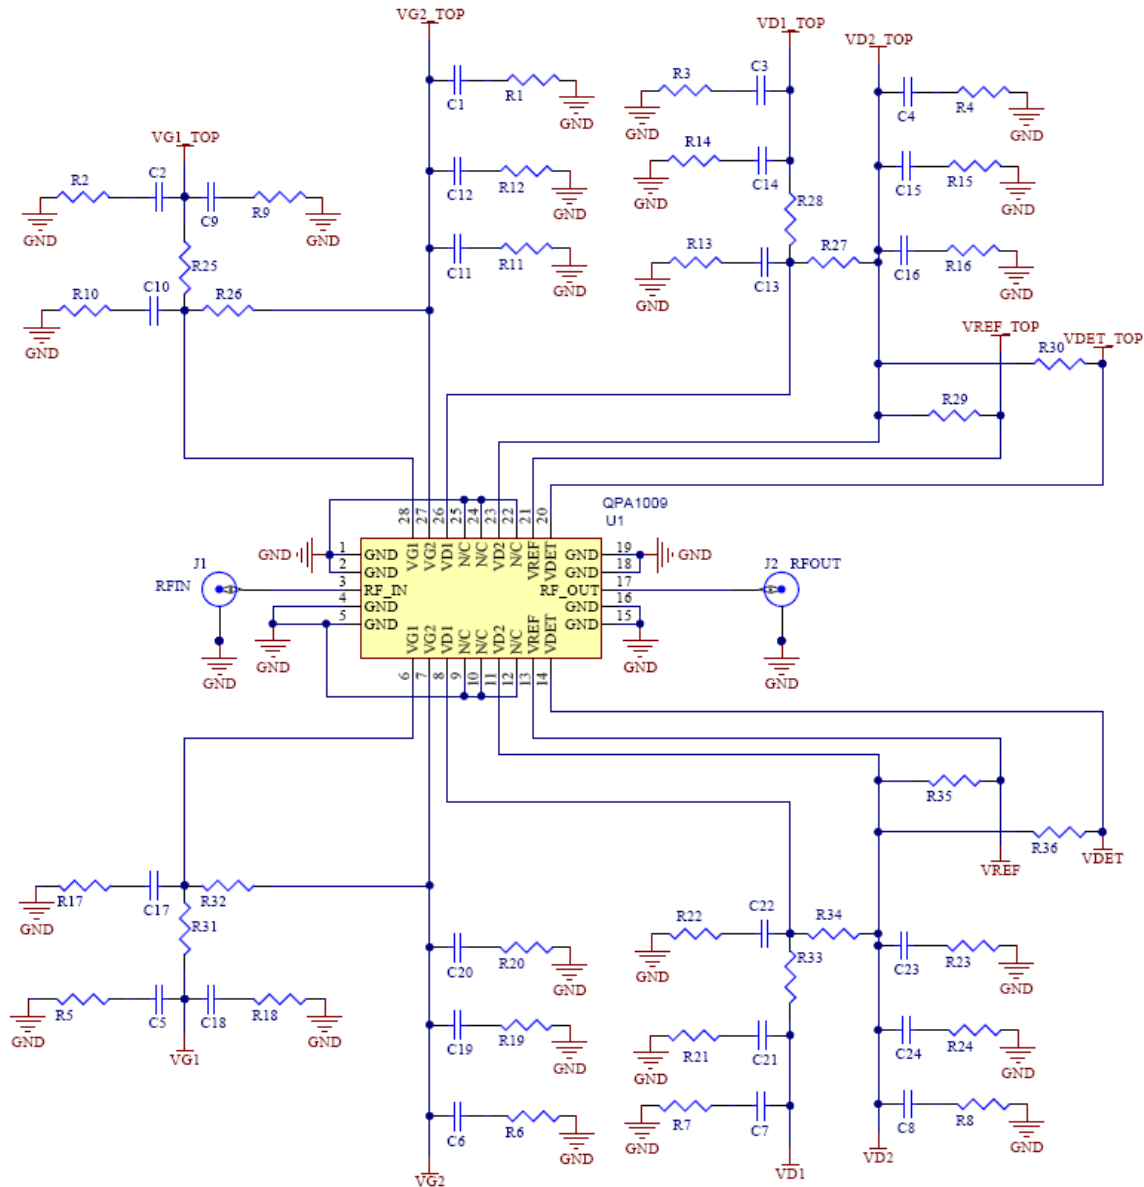 VG2_TOP
VD1_TOP
VD2_TOP
C1 R1 GND
R3 C3 GND
C4 R4 GND
VG1_TOP
R14 C14 GND
C12 R12 GND
C15 R15 GND
R2 C2 C9 R9 GND GND
R28
R25
C11 R11 GND
R13 C13 R27 GND
C16 R16 GND
R10 C10 R26 GND
VREF_TOP
VDET_TOP
R30
R29
QPA1009
U1
28 27 26 25 24 23 22 21 20
VG1 VG2 VD1 N/C N/C VD2 N/C VREF VDET
GND 1 GND GND 19 GND
2 GND GND 18
J1 RFIN 3 RF_IN RF_OUT 17 J2 RFOUT
4 GND GND 16
5 GND GND 15
GND GND GND GND
VG1 VG2 VD1 N/C N/C VD2 N/C VREF VDET
6 7 8 9 10 11 12 13 14
R35
R36
VREF
VDET
R17 C17 R32 GND
R31
R22 C22 R34 GND
R33
C20 R20 GND
C23 R23 GND
R5 C5 C18 R18 GND GND
VG1
C19 R19 GND
R21 C21 GND
C24 R24 GND
C6 R6 GND
R7 C7 GND
C8 R8 GND
VG2
VD1
VD2